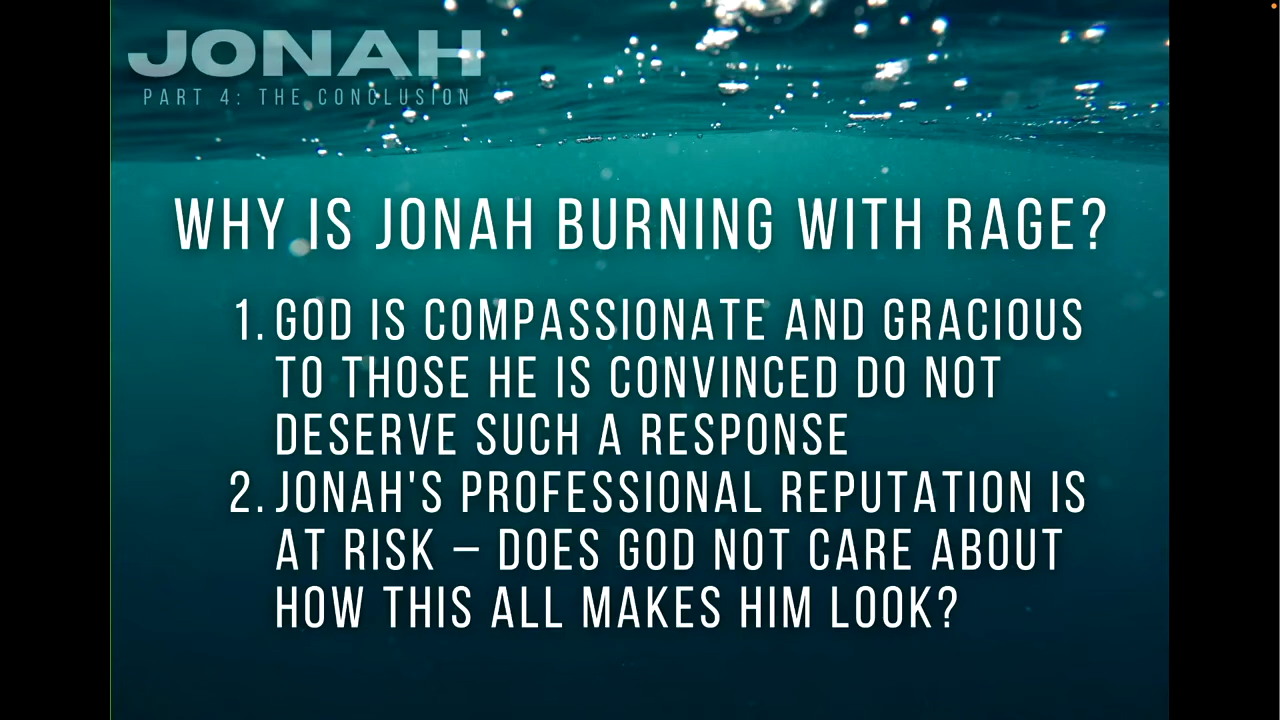 JONAH
PART 4: THE CONCLUSION
WHY IS JONAH BURNING WITH RAGE?
1. GOD IS COMPASSIONATE AND GRACIOUS
TO THOSE HE IS CONVINCED DO NOT
DESERVE SUCH A RESPONSE
2. JONAH'S PROFESSIONAL REPUTATION IS
AT RISK – DOES GOD NOT CARE ABOUT
HOW THIS ALL MAKES HIM LOOK?